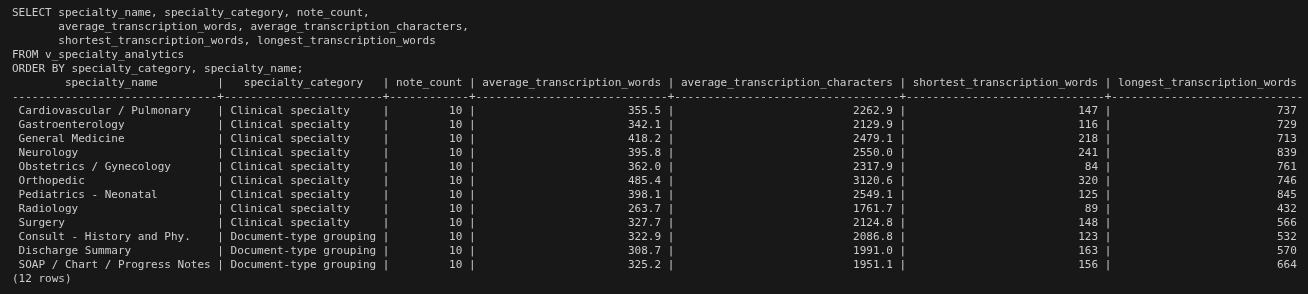 SELECT specialty_name, specialty_category, note_count,
       average_transcription_words, average_transcription_characters,
       shortest_transcription_words, longest_transcription_words
FROM v_specialty_analytics
ORDER BY specialty_category, specialty_name;
        specialty_name         |   specialty_category   | note_count | average_transcription_words | average_transcription_characters | shortest_transcription_words | longest_transcription_words
-------------------------------+------------------------+------------+-----------------------------+----------------------------------+------------------------------+-----------------------------
 Cardiovascular / Pulmonary    | Clinical specialty     |         10 |                       355.5 |                           2262.9 |                          147 |                         737
 Gastroenterology              | Clinical specialty     |         10 |                       342.1 |                           2129.9 |                          116 |                         729
 General Medicine              | Clinical specialty     |         10 |                       418.2 |                           2479.1 |                          218 |                         713
 Neurology                     | Clinical specialty     |         10 |                       395.8 |                           2550.0 |                          241 |                         839
 Obstetrics / Gynecology       | Clinical specialty     |         10 |                       362.0 |                           2317.9 |                           84 |                         761
 Orthopedic                    | Clinical specialty     |         10 |                       485.4 |                           3120.6 |                          320 |                         746
 Pediatrics - Neonatal         | Clinical specialty     |         10 |                       398.1 |                           2549.1 |                          125 |                         845
 Radiology                     | Clinical specialty     |         10 |                       263.7 |                           1761.7 |                           89 |                         432
 Surgery                       | Clinical specialty     |         10 |                       327.7 |                           2124.8 |                          148 |                         566
 Consult - History and Phy.    | Document-type grouping |         10 |                       322.9 |                           2086.8 |                          123 |                         532
 Discharge Summary             | Document-type grouping |         10 |                       308.7 |                           1991.0 |                          163 |                         570
 SOAP / Chart / Progress Notes | Document-type grouping |         10 |                       325.2 |                           1951.1 |                          156 |                         664
(12 rows)